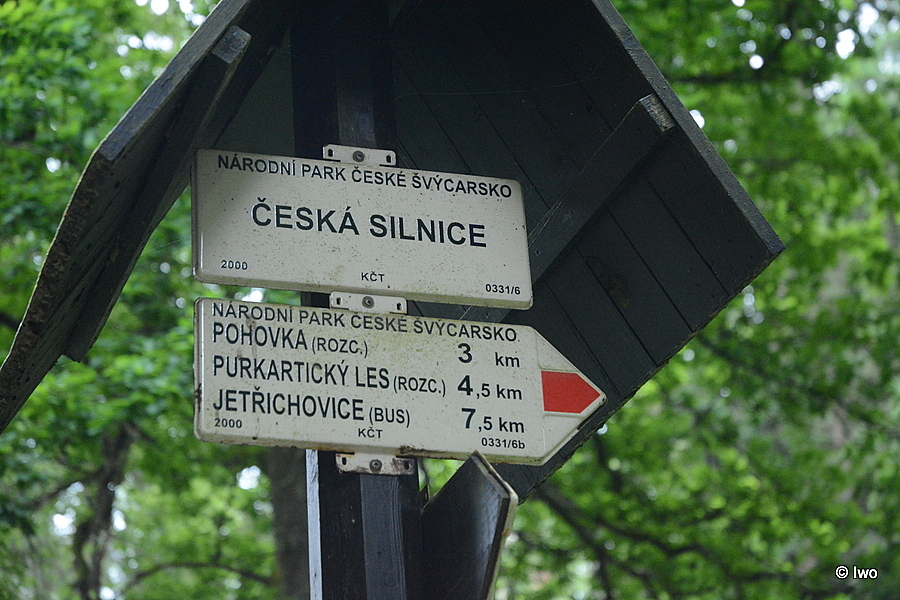 NÁRODNÍ PARK ČESKÉ ŠVÝCARSKO
ČESKÁ SILNICE
2000 KČT 0331/6
NÁRODNÍ PARK ČESKÉ ŠVÝCARSKO
POHOVKA (ROZC.) 3 km
PURKARTICKÝ LES (ROZC.) 4,5 km
JETŘICHOVICE (BUS) 7,5 km
2000 KČT 0331/6b
© Iwo